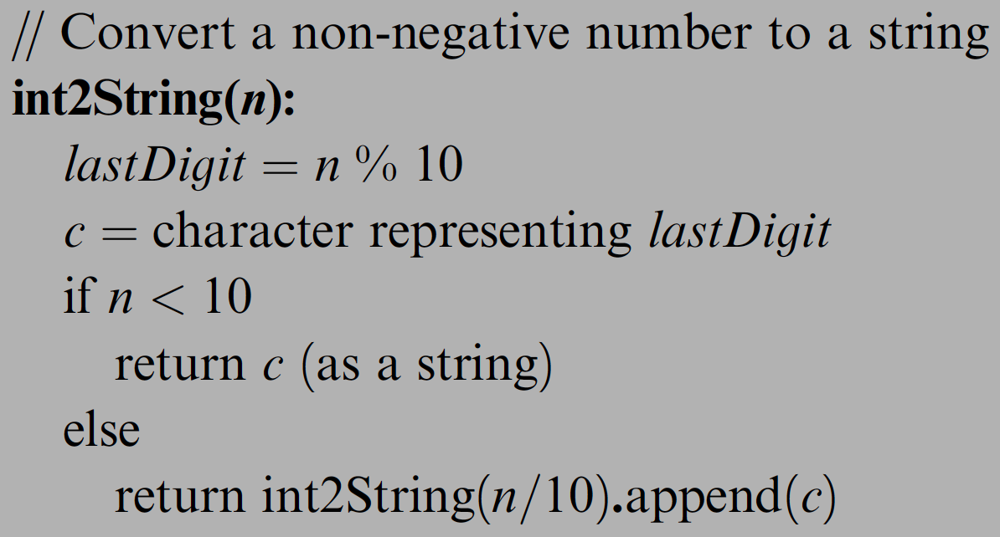 // Convert a non-negative number to a string
int2String(n):
lastDigit = n % 10
c = character representing lastDigit
if n < 10
return c (as a string)
else
return int2String(n/10).append(c)